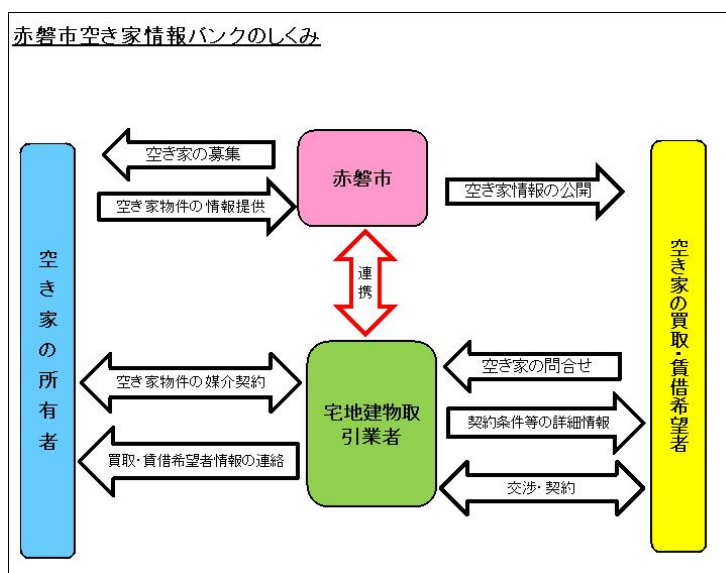 赤磐市空き家情報バンクのしくみ
空き家の募集
赤磐市
空き家物件の情報提供
空き家情報の公開
連携
空き家の所有者
空き家の買取・賃借希望者
空き家の問合せ
空き家物件の媒介契約
宅地建物取
引業者
契約条件等の詳細情報
買取・賃借希望者情報の連絡
交渉・契約